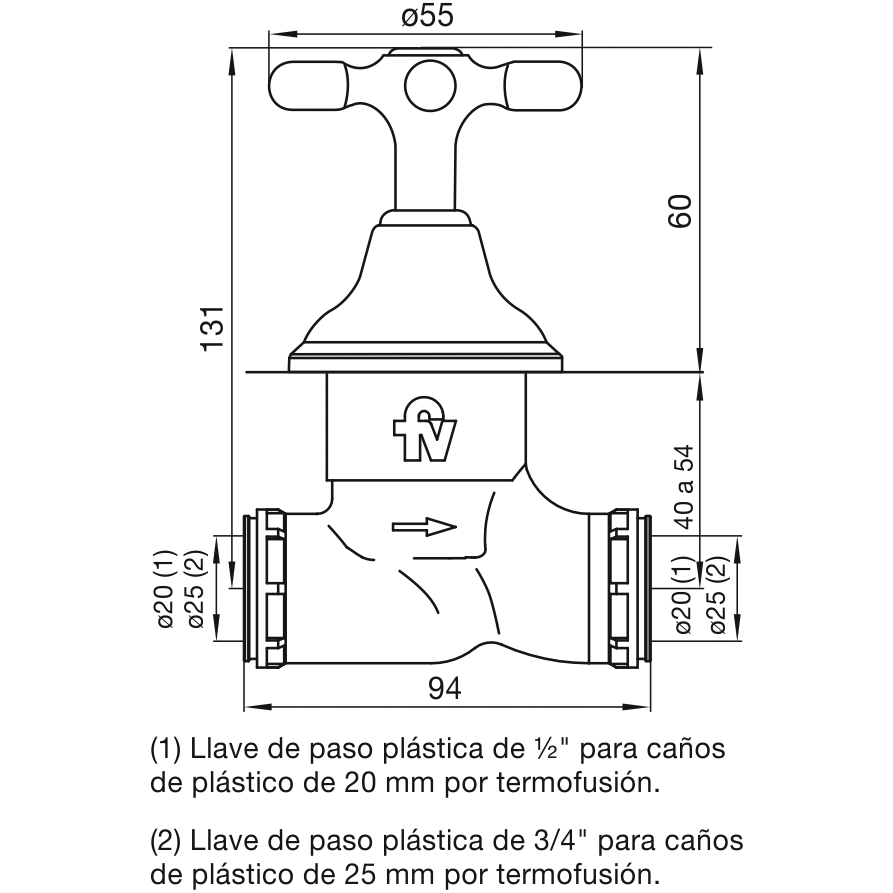 ø55
60
131
fv
40 a 54
ø20 (1)
ø25 (2)
ø20 (1)
ø25 (2)
94
(1) Llave de paso plástica de ½" para caños
de plástico de 20 mm por termofusión.
(2) Llave de paso plástica de 3/4" para caños
de plástico de 25 mm por termofusión.